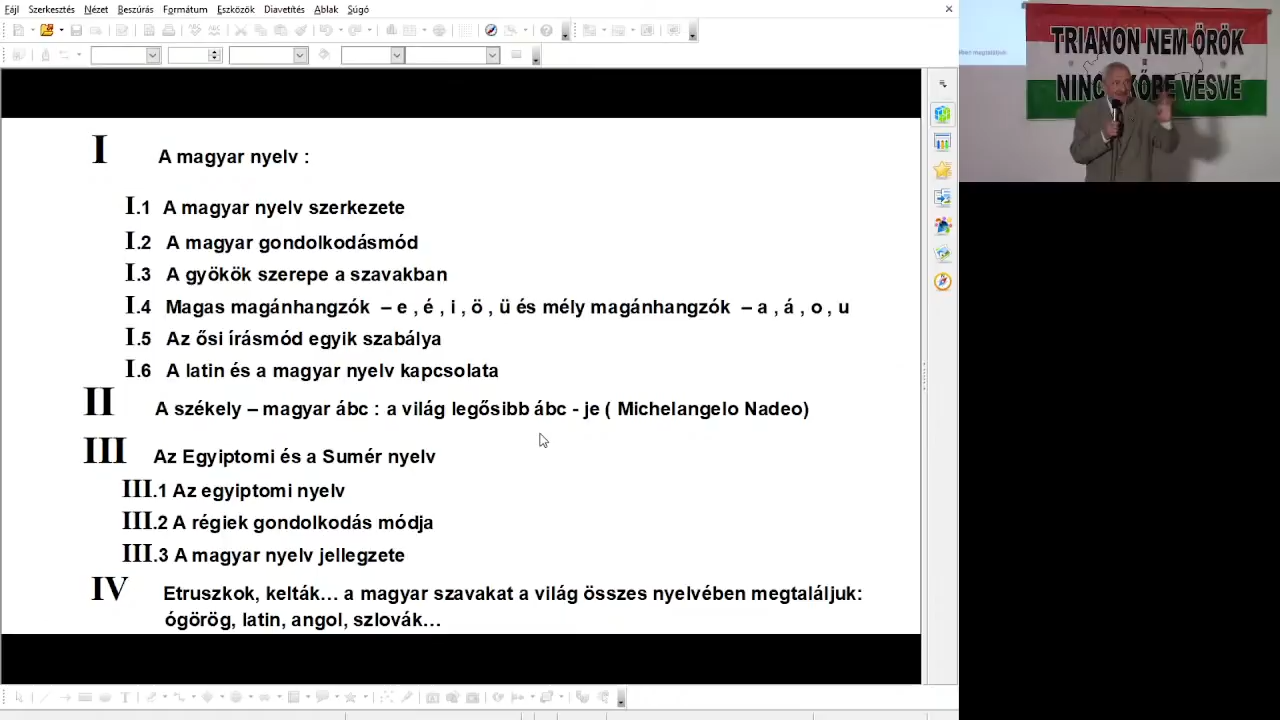 Fájl Szerkesztés Nézet Beszúrás Formátum Eszközök Diavetítés Ablak Súgó
TRIANON NEM ÖRÖK
KŐBE VÉSVE
I A magyar nyelv :
I.1 A magyar nyelv szerkezete
I.2 A magyar gondolkodásmód
I.3 A gyökök szerepe a szavakban
I.4 Magas magánhangzók – e , é , i , ö , ü és mély magánhangzók – a , á , o , u
I.5 Az ősi írásmód egyik szabálya
I.6 A latin és a magyar nyelv kapcsolata
II A székely – magyar ábc : a világ legősibb ábc - je ( Michelangelo Nadeo)
III Az Egyiptomi és a Sumér nyelv
III.1 Az egyiptomi nyelv
III.2 A régiek gondolkodás módja
III.3 A magyar nyelv jellegzete
IV Etruszkok, kelták… a magyar szavakat a világ összes nyelvében megtaláljuk:
ógörög, latin, angol, szlovák…